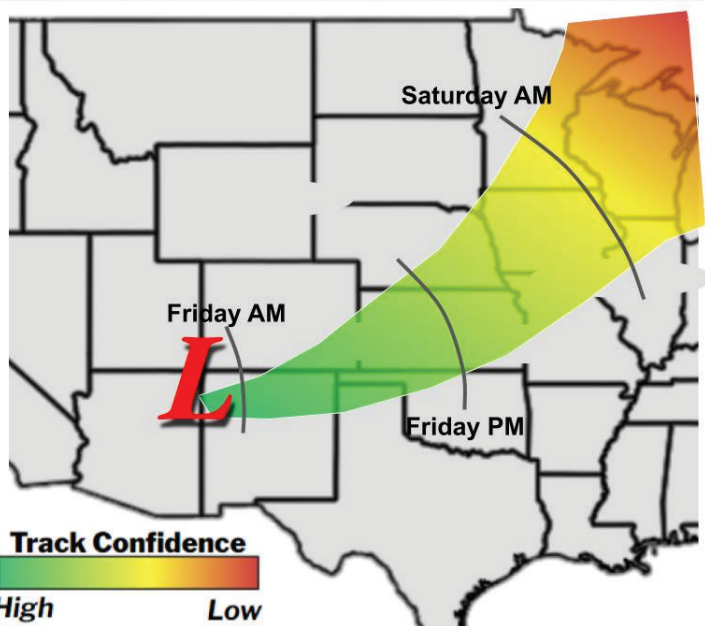 Saturday AM
Friday AM
L
Friday PM
Track Confidence
High
Low